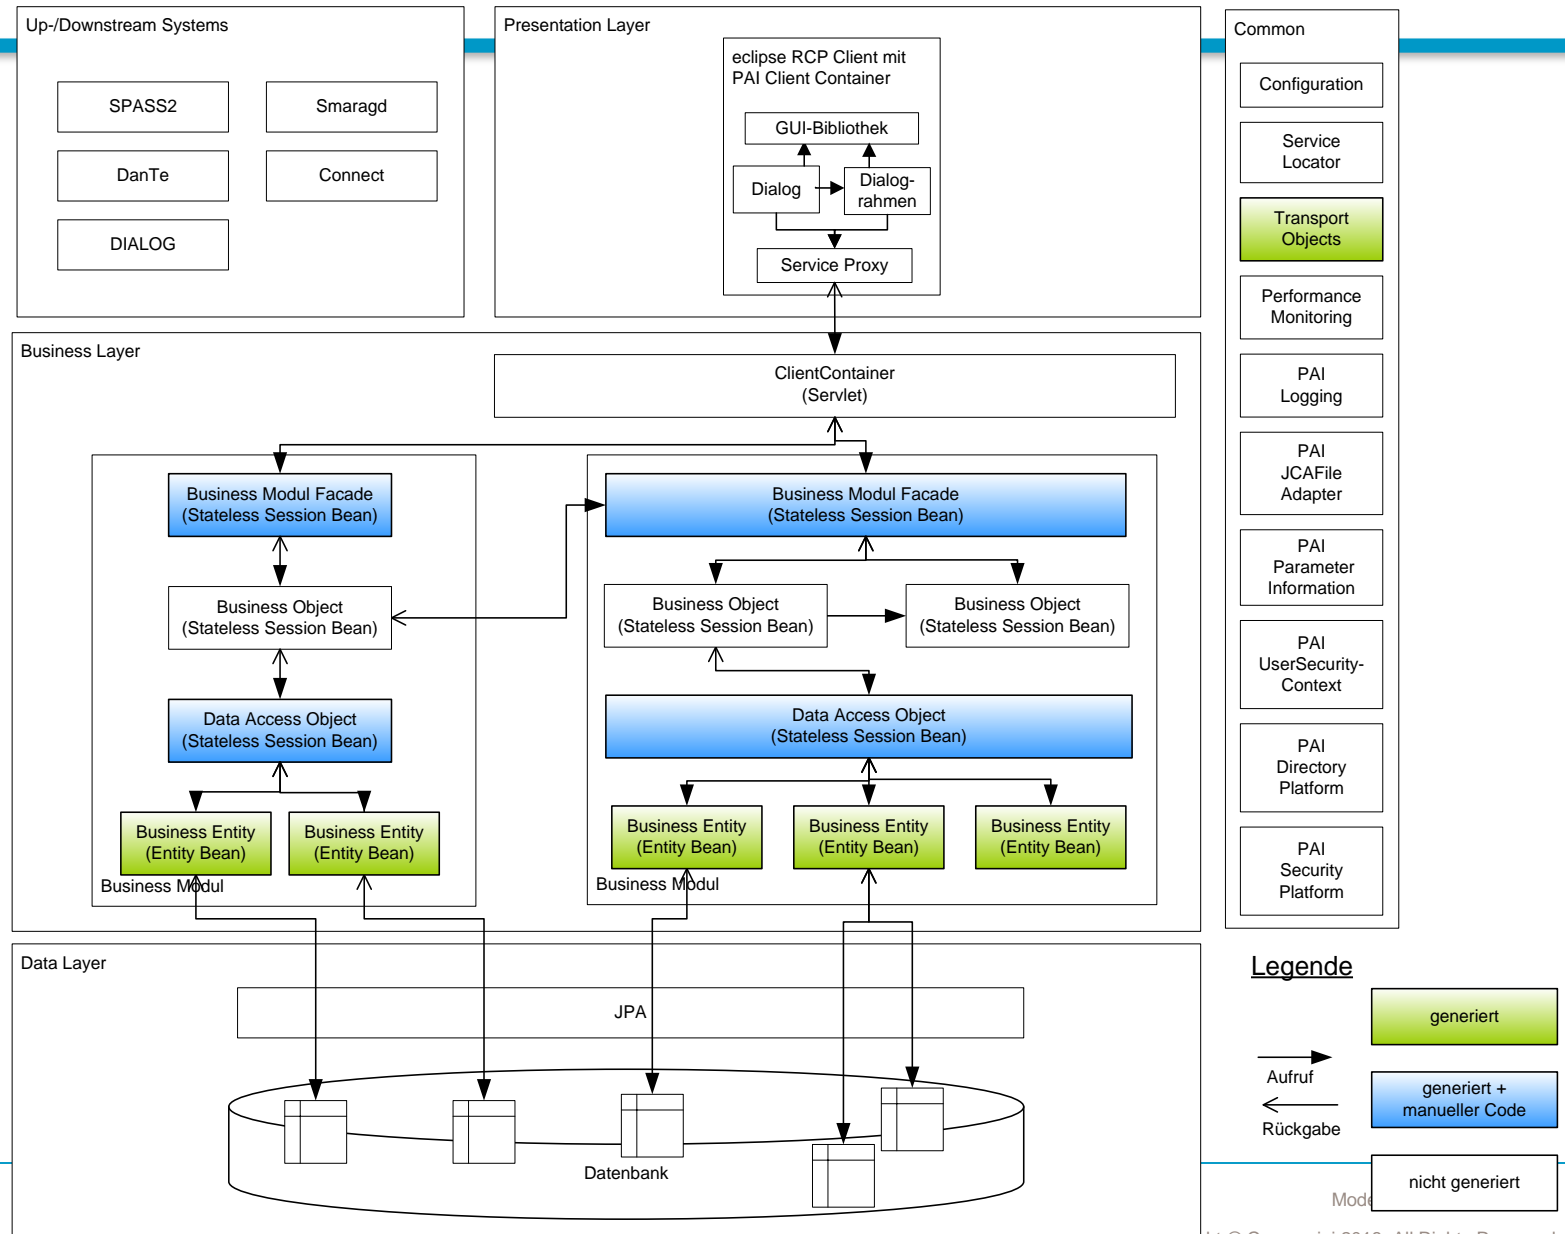 Up-/Downstream Systems
SPASS2
Smaragd
DanTe
Connect
DIALOG
Presentation Layer
eclipse RCP Client mit
PAI Client Container
GUI-Bibliothek
Dialog
Dialog-
rahmen
Service Proxy
Common
Configuration
Service
Locator
Transport
Objects
Performance
Monitoring
PAI
Logging
PAI
JCAFile
Adapter
PAI
Parameter
Information
PAI
UserSecurity-
Context
PAI
Directory
Platform
PAI
Security
Platform
Business Layer
ClientContainer
(Servlet)
Business Modul Facade
(Stateless Session Bean)
Business Object
(Stateless Session Bean)
Data Access Object
(Stateless Session Bean)
Business Entity
(Entity Bean)
Business Entity
(Entity Bean)
Business Modul
Business Modul Facade
(Stateless Session Bean)
Business Object
(Stateless Session Bean)
Business Object
(Stateless Session Bean)
Data Access Object
(Stateless Session Bean)
Business Entity
(Entity Bean)
Business Entity
(Entity Bean)
Business Entity
(Entity Bean)
Business Modul
Data Layer
JPA
Datenbank
Legende
Aufruf
Rückgabe
generiert
generiert +
manueller Code
nicht generiert